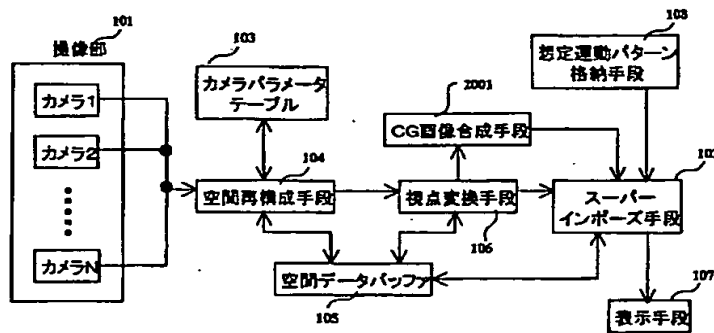 101
撮像部
カメラ1
カメラ2
カメラN
103
カメラパラメータ
テーブル
104
空間再構成手段
2001
CG画像合成手段
視点変換手段
106
空間データバッファ
105
108
想定運動パターン
格納手段
スーパー
インポーズ手段
107
表示手段